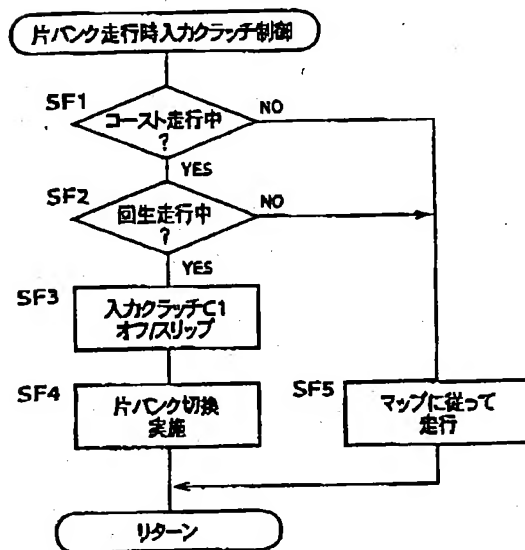 片バンク走行時入力クラッチ制御
SF1
コースト走行中
?
NO
YES
SF2
回生走行中
?
NO
YES
SF3
入力クラッチC1
オフ/スリップ
SF4
片バンク切換
実施
SF5
マップに従って
走行
リターン